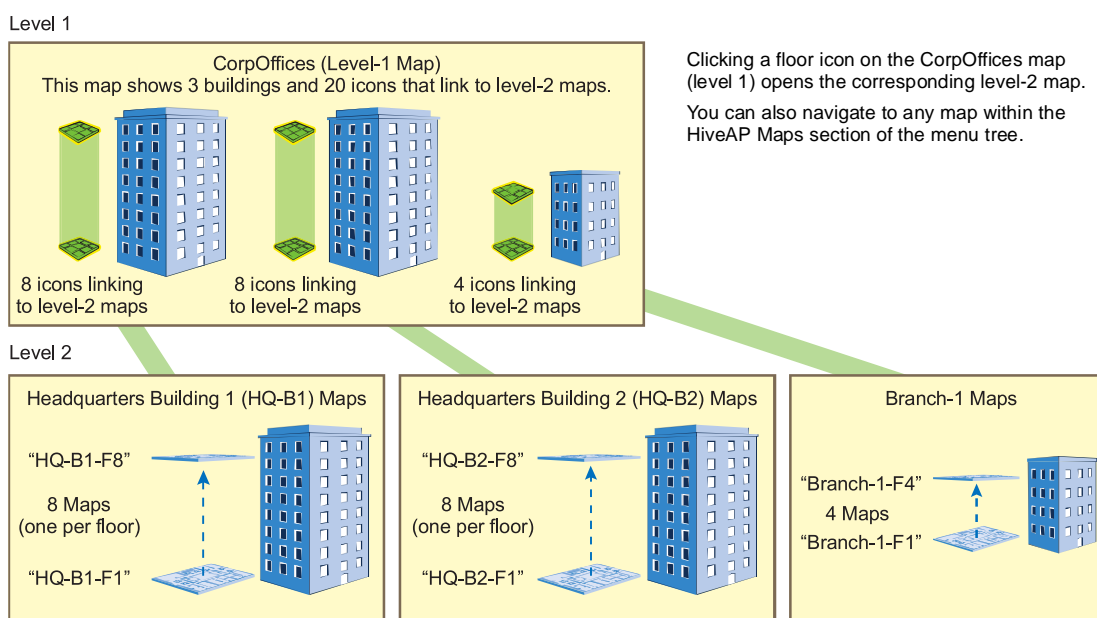 Level 1
CorpOffices (Level-1 Map)
This map shows 3 buildings and 20 icons that link to level-2 maps.
8 icons linking
to level-2 maps
8 icons linking
to level-2 maps
4 icons linking
to level-2 maps
Clicking a floor icon on the CorpOffices map
(level 1) opens the corresponding level-2 map.
You can also navigate to any map within the
HiveAP Maps section of the menu tree.
Level 2
Headquarters Building 1 (HQ-B1) Maps
“HQ-B1-F8”
8 Maps
(one per floor)
“HQ-B1-F1”
Headquarters Building 2 (HQ-B2) Maps
“HQ-B2-F8”
8 Maps
(one per floor)
“HQ-B2-F1”
Branch-1 Maps
“Branch-1-F4”
4 Maps
“Branch-1-F1”